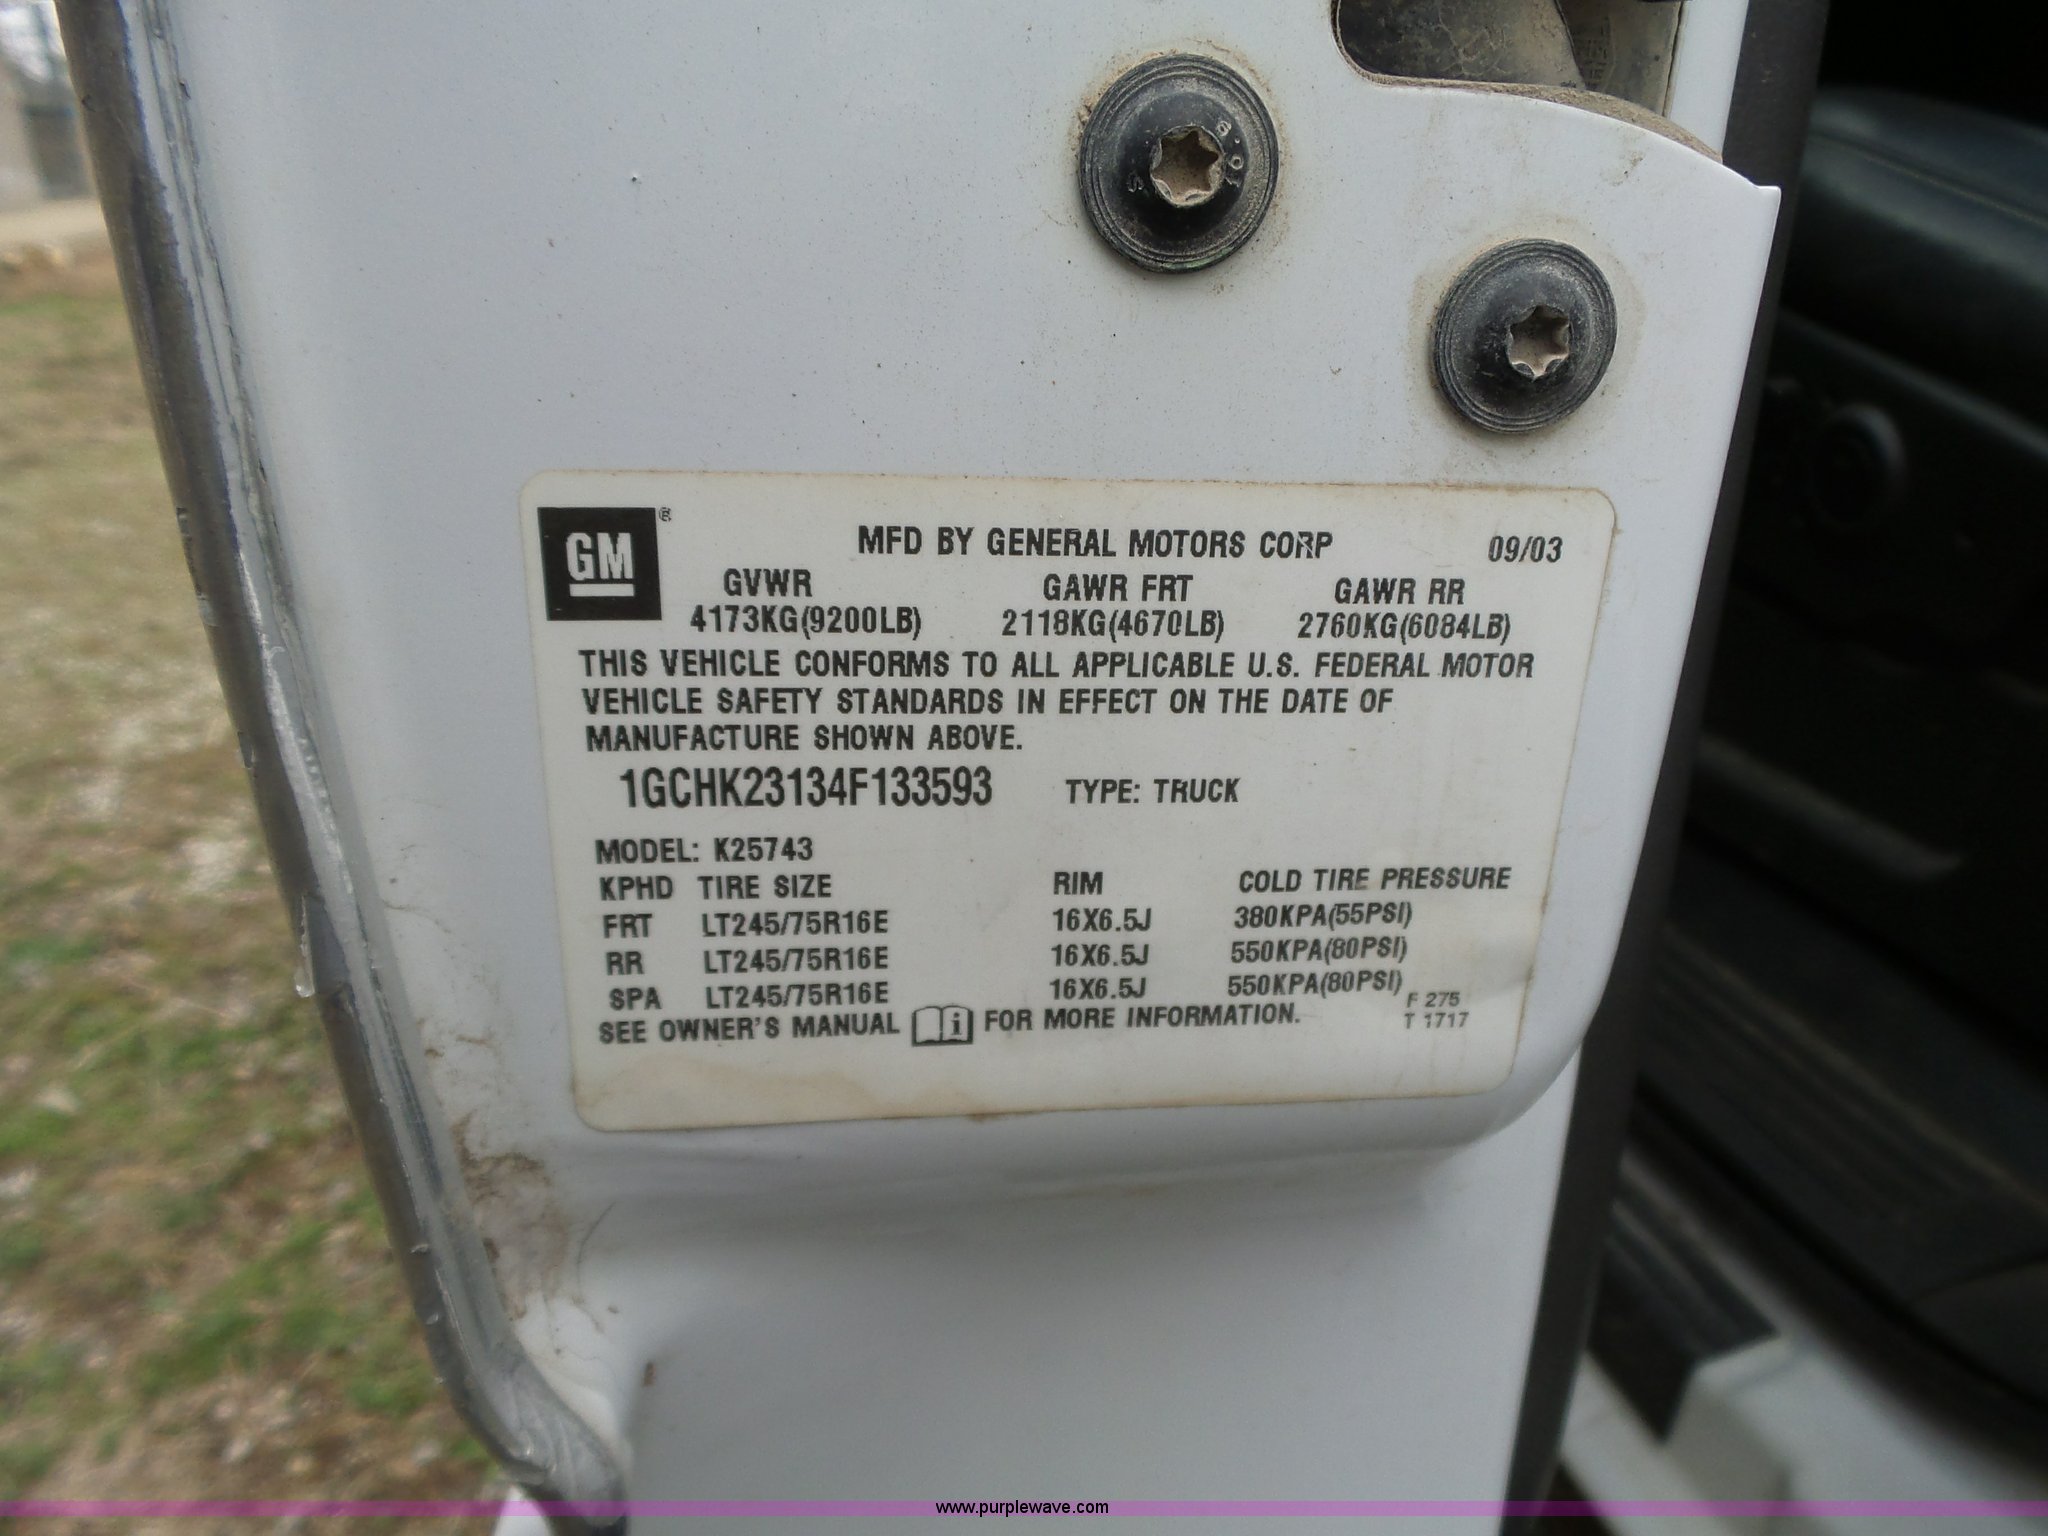 GM ®
MFD BY GENERAL MOTORS CORP 09/03
GVWR GAWR FRT GAWR RR
4173KG(9200LB) 2118KG(4670LB) 2760KG(6084LB)
THIS VEHICLE CONFORMS TO ALL APPLICABLE U.S. FEDERAL MOTOR
VEHICLE SAFETY STANDARDS IN EFFECT ON THE DATE OF
MANUFACTURE SHOWN ABOVE.
1GCHK23134F133593 TYPE: TRUCK
MODEL: K25743
KPHD TIRE SIZE RIM COLD TIRE PRESSURE
FRT LT245/75R16E 16X6.5J 380KPA(55PSI)
RR LT245/75R16E 16X6.5J 550KPA(80PSI)
SPA LT245/75R16E 16X6.5J 550KPA(80PSI)
F 275
SEE OWNER'S MANUAL i FOR MORE INFORMATION. T 1717
www.purplewave.com